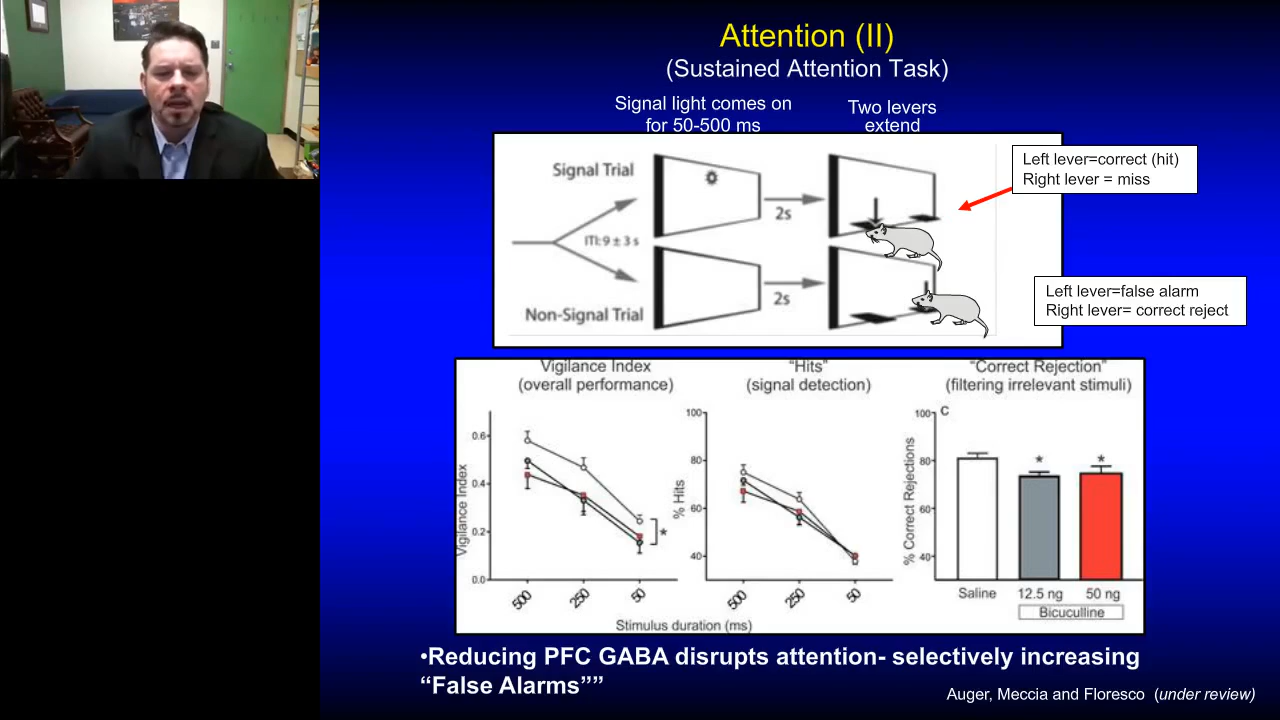 Attention (II)
(Sustained Attention Task)
Signal light comes on
for 50-500 ms
Two levers
extend
Signal Trial
ITI: 9 ± 3 s
2s
Left lever=correct (hit)
Right lever = miss
Non-Signal Trial
2s
Left lever=false alarm
Right lever= correct reject
Vigilance Index
(overall performance)
"Hits"
(signal detection)
"Correct Rejection"
(filtering irrelevant stimuli)
Vigilance Index
0.6
0.4
0.2
0.0
*
500
250
50
% Hits
100
80
60
40
500
250
50
Stimulus duration (ms)
C
% Correct Rejections
100
80
60
40
*
*
Saline
12.5 ng
50 ng
Bicuculline
•Reducing PFC GABA disrupts attention- selectively increasing
“False Alarms””
Auger, Meccia and Floresco (under review)